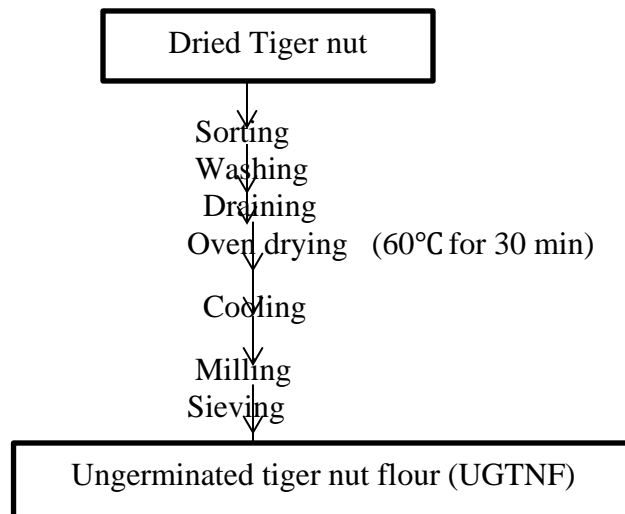 Dried Tiger nut
Sorting
Washing
Draining
Oven drying (60°C for 30 min)
Cooling
Milling
Sieving
Ungerminated tiger nut flour (UGTNF)